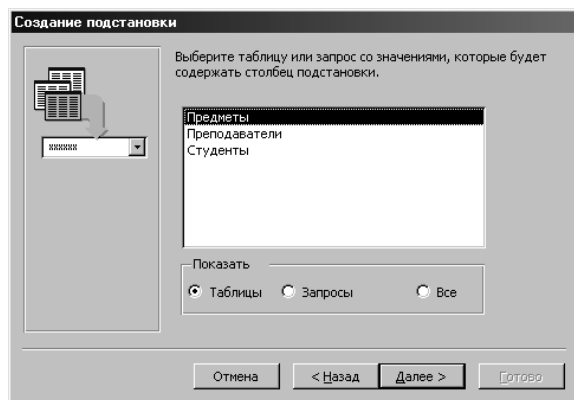 Создание подстановки
Выберите таблицу или запрос со значениями, которые будет
содержать столбец подстановки.
xxxxxx
Предметы
Преподаватели
Студенты
Показать
Таблицы Запросы Все
Отмена < Назад Далее > Готово